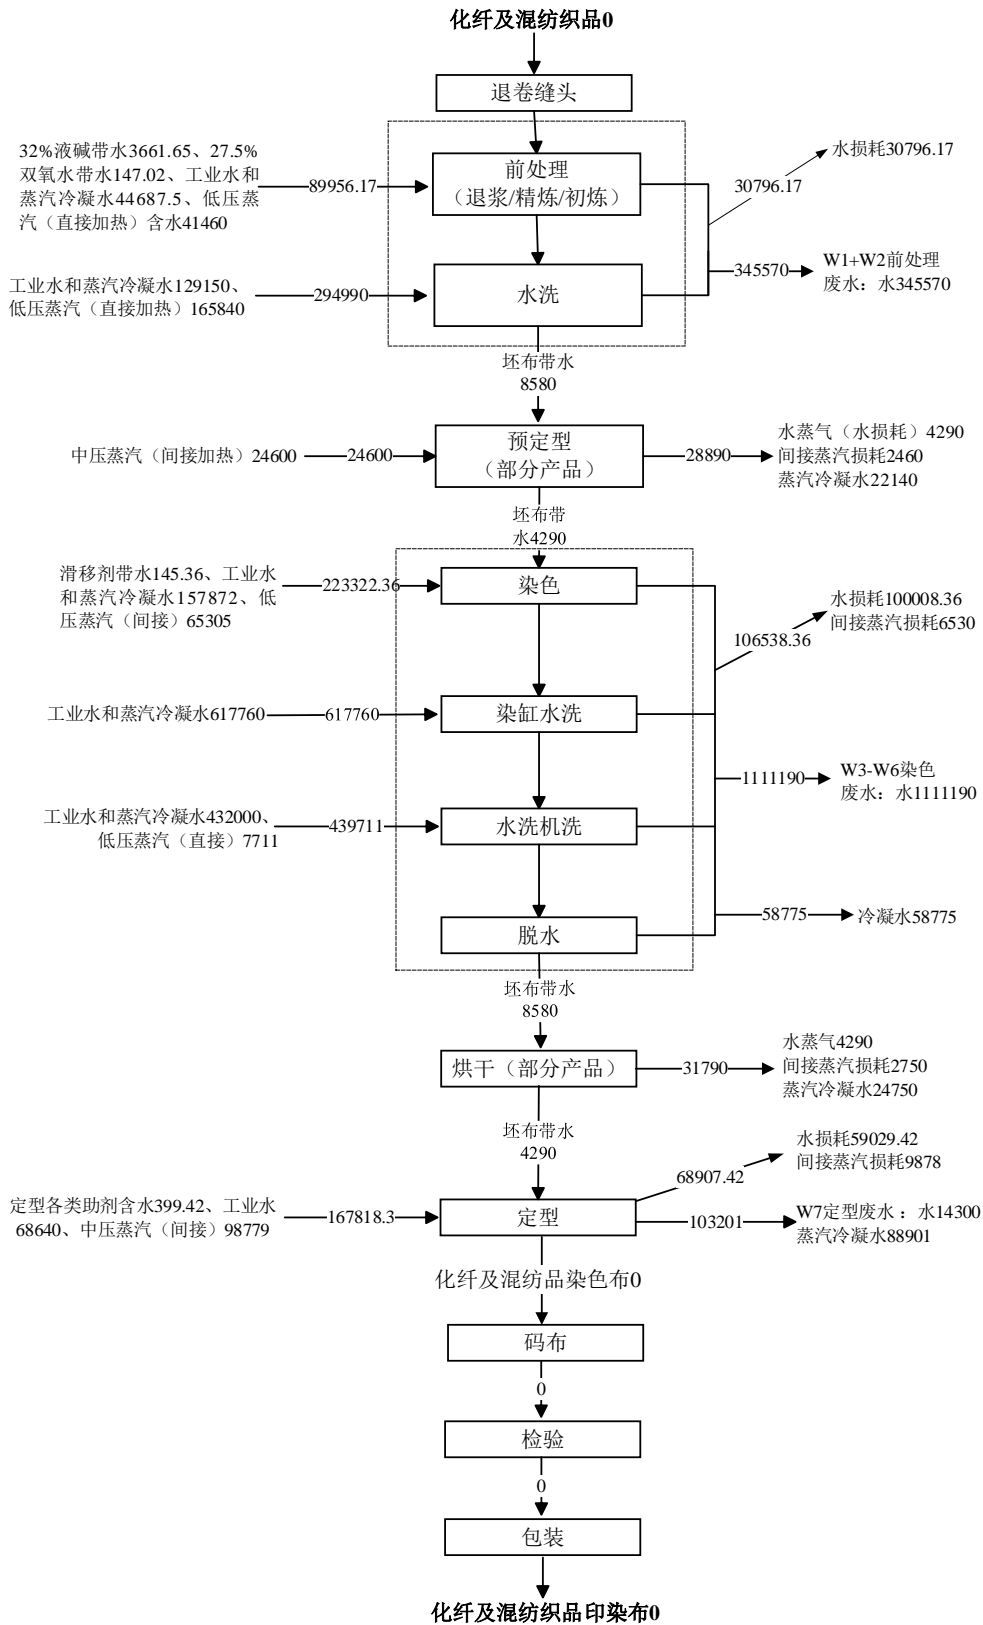 化纤及混纺织品0
退卷缝头
32%液碱带水3661.65、27.5%
双氧水带水147.02、工业水和
蒸汽冷凝水44687.5、低压蒸
汽（直接加热）含水41460
89956.17
前处理
（退浆/精炼/初炼）
30796.17
水损耗30796.17
工业水和蒸汽冷凝水129150、
低压蒸汽（直接加热）165840
294990
水洗
345570
W1+W2前处理
废水：水345570
坯布带水
8580
中压蒸汽（间接加热）24600
24600
预定型
（部分产品）
28890
水蒸气（水损耗）4290
间接蒸汽损耗2460
蒸汽冷凝水22140
坯布带
水4290
滑移剂带水145.36、工业水
和蒸汽冷凝水157872、低
压蒸汽（间接）65305
223322.36
染色
106538.36
水损耗100008.36
间接蒸汽损耗6530
工业水和蒸汽冷凝水617760
617760
染缸水洗
1111190
W3-W6染色
废水：水1111190
工业水和蒸汽冷凝水432000、
低压蒸汽（直接）7711
439711
水洗机洗
58775
冷凝水58775
脱水
坯布带水
8580
烘干（部分产品）
31790
水蒸气4290
间接蒸汽损耗2750
蒸汽冷凝水24750
坯布带水
4290
68907.42
水损耗59029.42
间接蒸汽损耗9878
定型各类助剂含水399.42、工业水
68640、中压蒸汽（间接）98779
167818.3
定型
103201
W7定型废水 ：水14300
蒸汽冷凝水88901
化纤及混纺品染色布0
码布
0
检验
0
包装
化纤及混纺织品印染布0